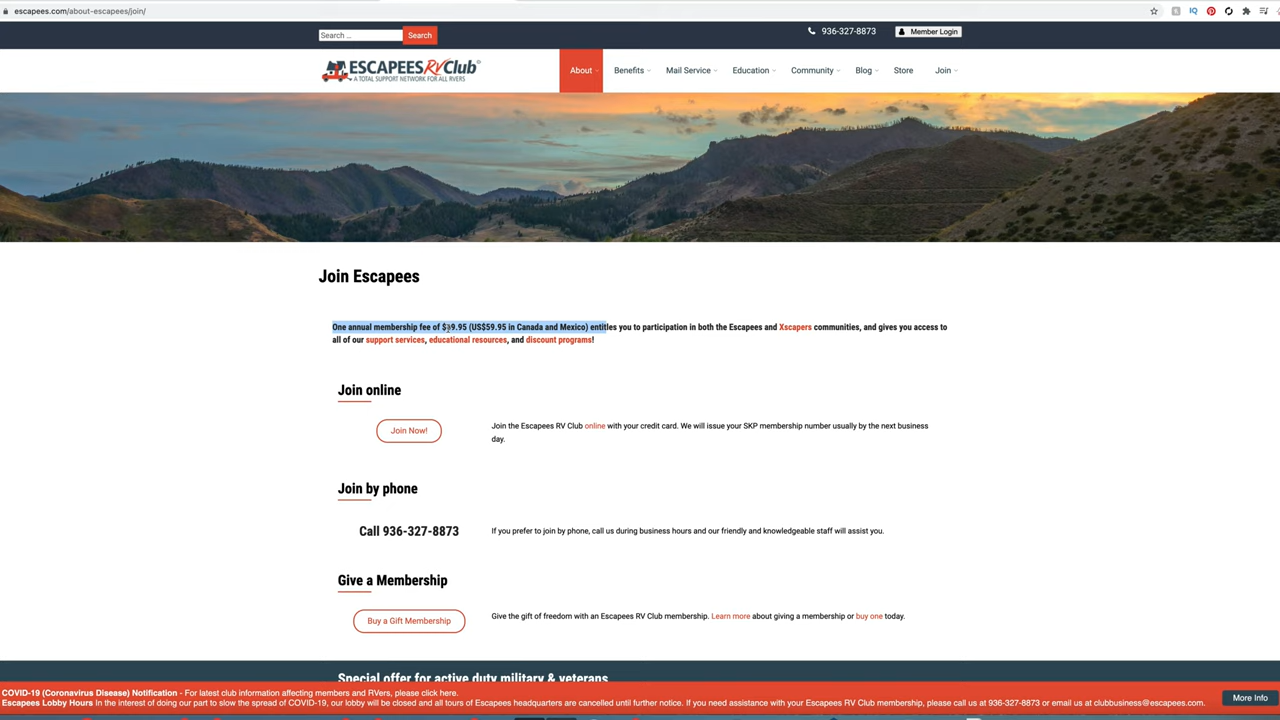 escapees.com/about-escapees/join/
Search ...
Search
936-327-8873
Member Login
ESCAPEES RV Club®
A TOTAL SUPPORT NETWORK FOR ALL RVERS
About
Benefits
Mail Service
Education
Community
Blog
Store
Join
Join Escapees
One annual membership fee of (US$59.95 in Canada and Mexico) entitles you to participation in both the Escapees and Xscapers communities, and gives you access to
all of our support services, educational resources, and discount programs!
Join online
Join Now!
Join the Escapees RV Club online with your credit card. We will issue your SKP membership number usually by the next business
day.
Join by phone
Call 936-327-8873
If you prefer to join by phone, call us during business hours and our friendly and knowledgeable staff will assist you.
Give a Membership
Buy a Gift Membership
Give the gift of freedom with an Escapees RV Club membership. Learn more about giving a membership or buy one today.
Special offer for active duty military & veterans
COVID-19 (Coronavirus Disease) Notification - For latest club information affecting members and RVers, please click here.
Escapees Lobby Hours In the interest of doing our part to slow the spread of COVID-19, our lobby will be closed and all tours of Escapees headquarters are cancelled until further notice. If you need assistance with your Escapees RV Club membership, please call us at 936-327-8873 or email us at clubbusiness@escapees.com.
More Info